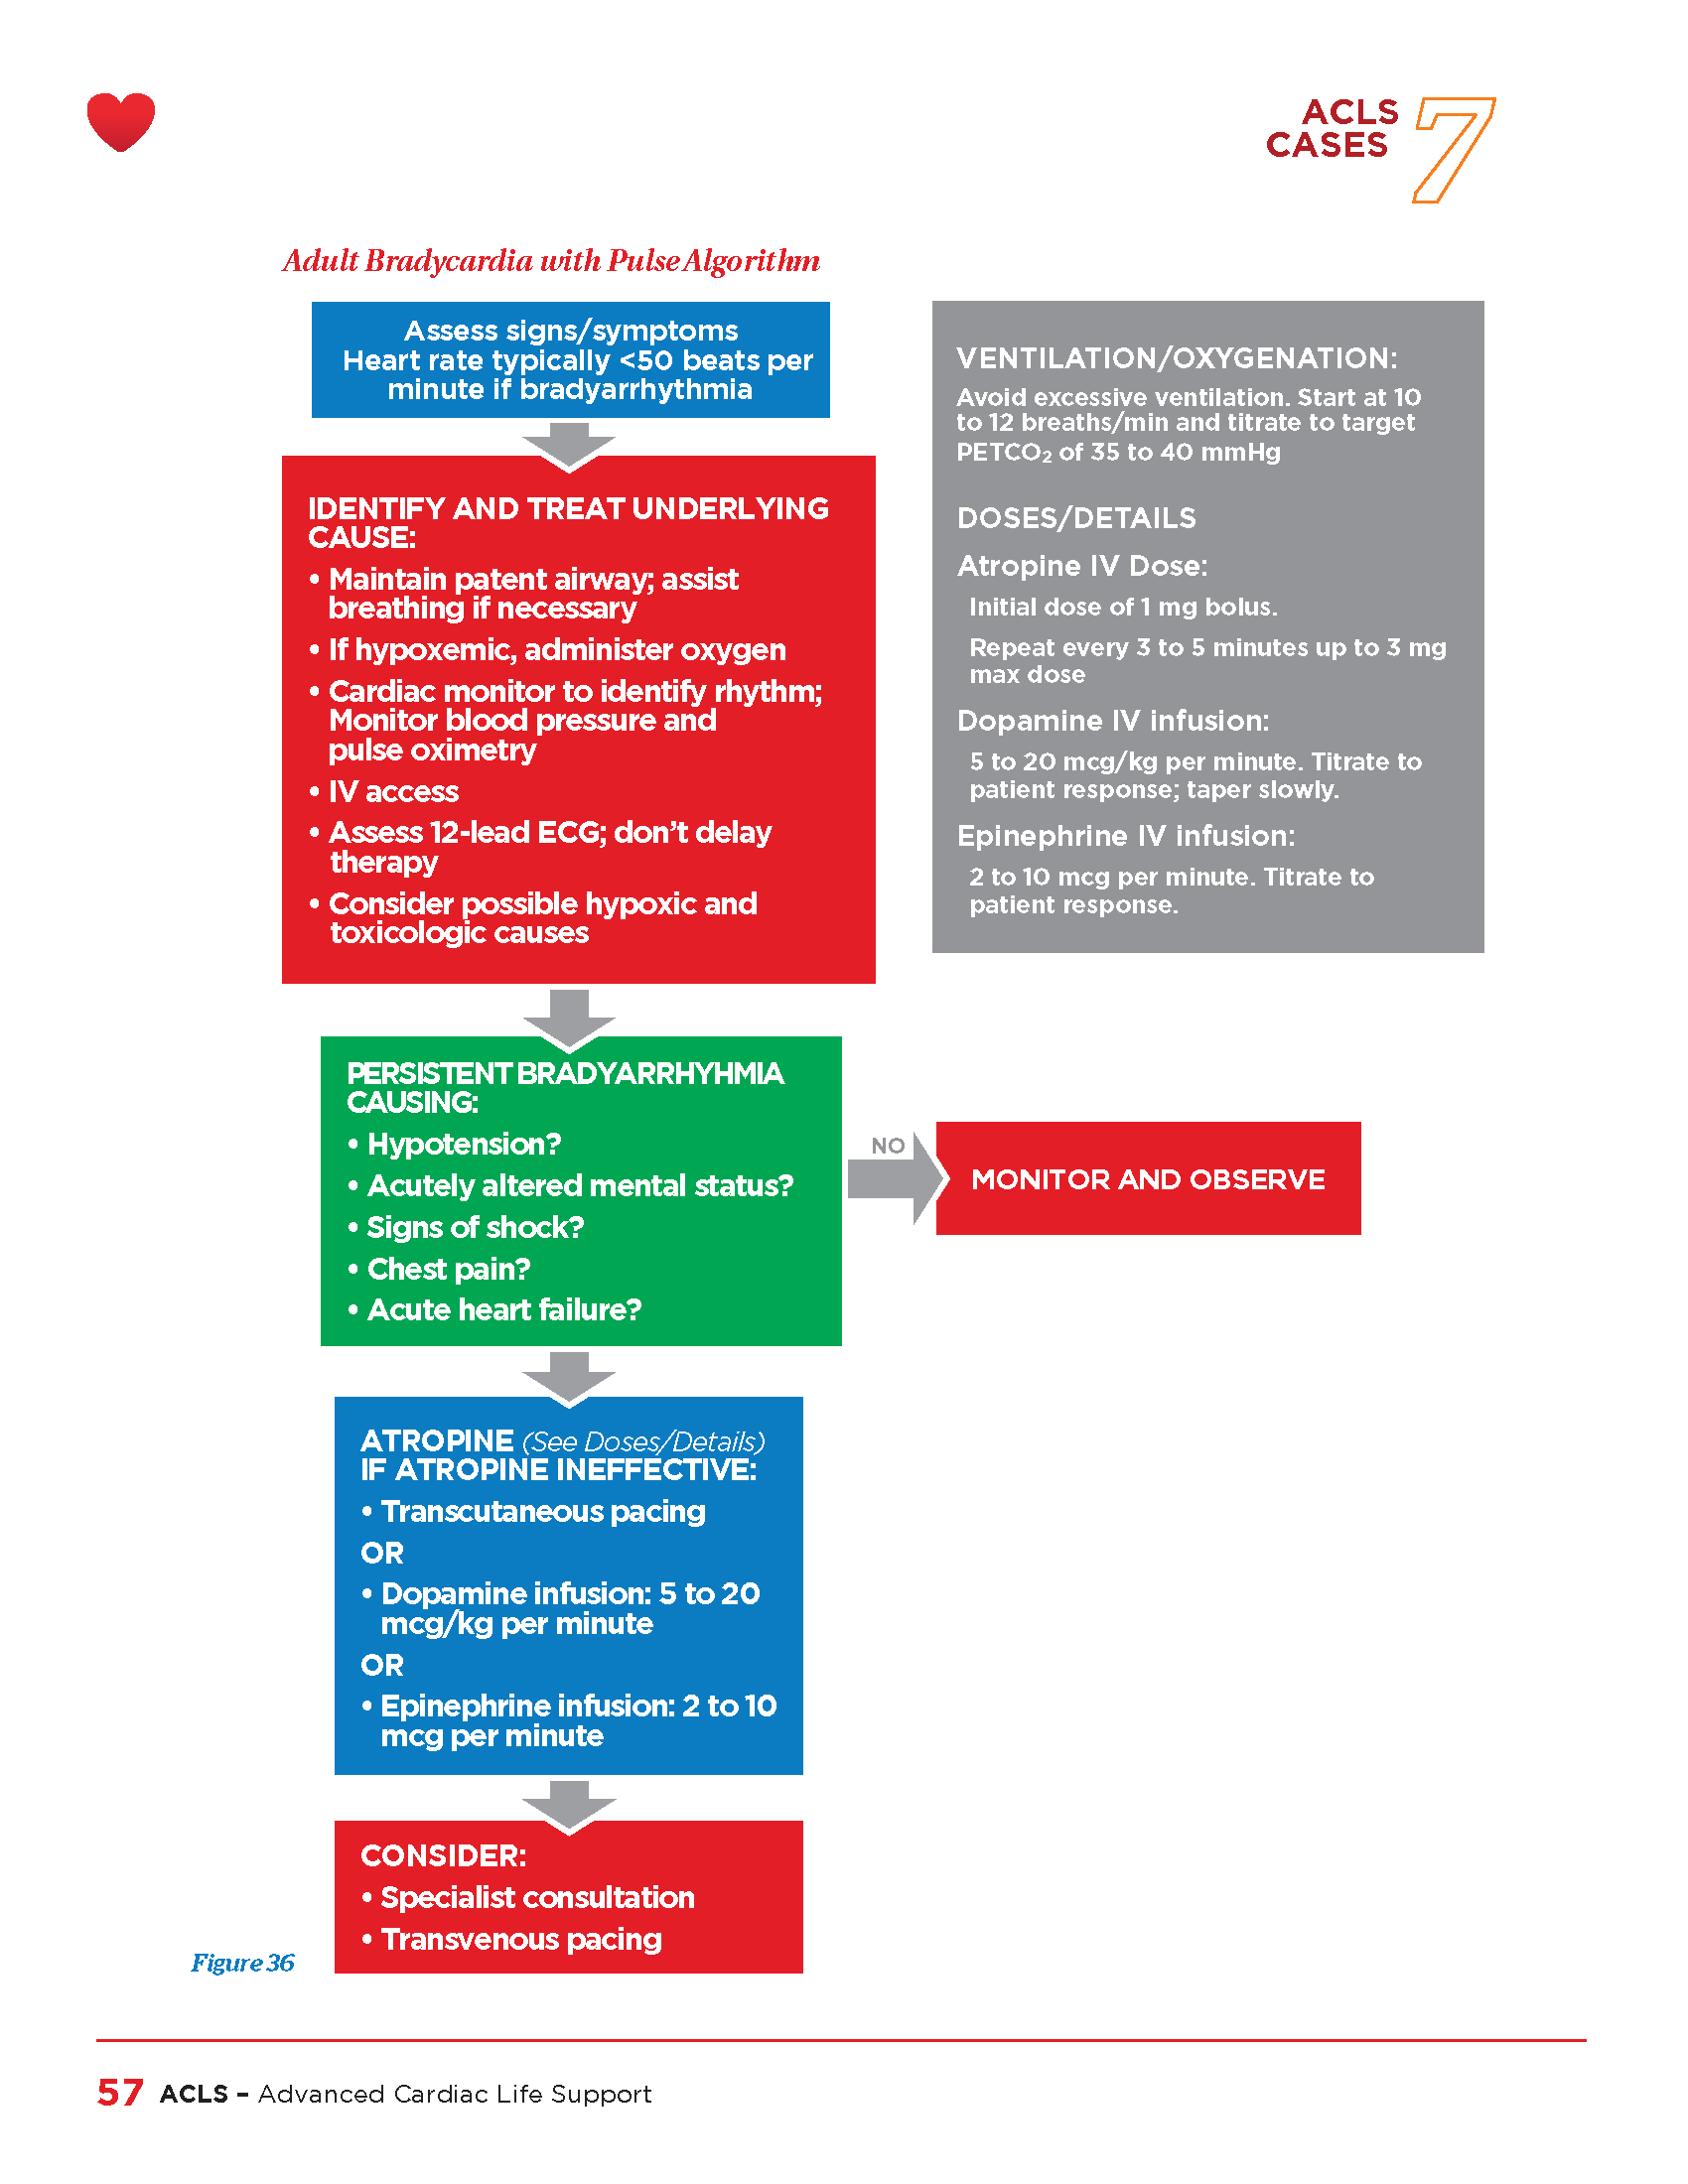 ACLS
CASES 7
Adult Bradycardia with Pulse Algorithm
Assess signs/symptoms
Heart rate typically <50 beats per
minute if bradyarrhythmia
IDENTIFY AND TREAT UNDERLYING
CAUSE:
• Maintain patent airway; assist
breathing if necessary
• If hypoxemic, administer oxygen
• Cardiac monitor to identify rhythm;
Monitor blood pressure and
pulse oximetry
• IV access
• Assess 12-lead ECG; don’t delay
therapy
• Consider possible hypoxic and
toxicologic causes
VENTILATION/OXYGENATION:
Avoid excessive ventilation. Start at 10
to 12 breaths/min and titrate to target
PETCO₂ of 35 to 40 mmHg
DOSES/DETAILS
Atropine IV Dose:
Initial dose of 1 mg bolus.
Repeat every 3 to 5 minutes up to 3 mg
max dose
Dopamine IV infusion:
5 to 20 mcg/kg per minute. Titrate to
patient response; taper slowly.
Epinephrine IV infusion:
2 to 10 mcg per minute. Titrate to
patient response.
PERSISTENT BRADYARRHYHMIA
CAUSING:
• Hypotension?
• Acutely altered mental status?
• Signs of shock?
• Chest pain?
• Acute heart failure?
NO
MONITOR AND OBSERVE
ATROPINE (See Doses/Details)
IF ATROPINE INEFFECTIVE:
• Transcutaneous pacing
OR
• Dopamine infusion: 5 to 20
mcg/kg per minute
OR
• Epinephrine infusion: 2 to 10
mcg per minute
CONSIDER:
• Specialist consultation
• Transvenous pacing
Figure 36
57 ACLS – Advanced Cardiac Life Support